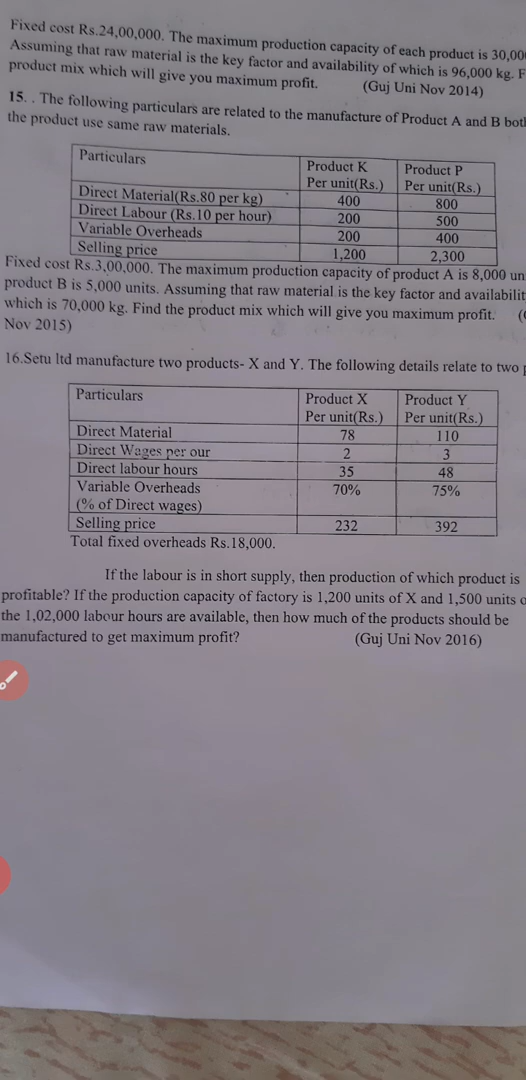 Fixed cost Rs.24,00,000. The maximum production capacity of each product is
Assuming that raw material is the key factor and availability of which is 96,000 kg.
product mix which will give you maximum profit. (Guj Uni Nov 2014)
15. . The following particulars are related to the manufacture of Product A and B
the product use same raw materials.
Particulars Product K Per unit(Rs.) Product P Per unit(Rs.)
Direct Material(Rs.80 per kg) 400 800
Direct Labour (Rs.10 per hour) 200 500
Variable Overheads 200 400
Selling price 1,200 2,300
Fixed cost Rs.3,00,000. The maximum production capacity of product A is 8,000
product B is 5,000 units. Assuming that raw material is the key factor and
which is 70,000 kg. Find the product mix which will give you maximum profit.
Nov 2015)
16.Setu ltd manufacture two products- X and Y. The following details relate to two
Particulars Product X Per unit(Rs.) Product Y Per unit(Rs.)
Direct Material 78 110
Direct Wages per our 2 3
Direct labour hours 35 48
Variable Overheads 70% 75%
(% of Direct wages)
Selling price 232 392
Total fixed overheads Rs.18,000.
If the labour is in short supply, then production of which product is
profitable? If the production capacity of factory is 1,200 units of X and 1,500 units
the 1,02,000 labour hours are available, then how much of the products should be
manufactured to get maximum profit? (Guj Uni Nov 2016)